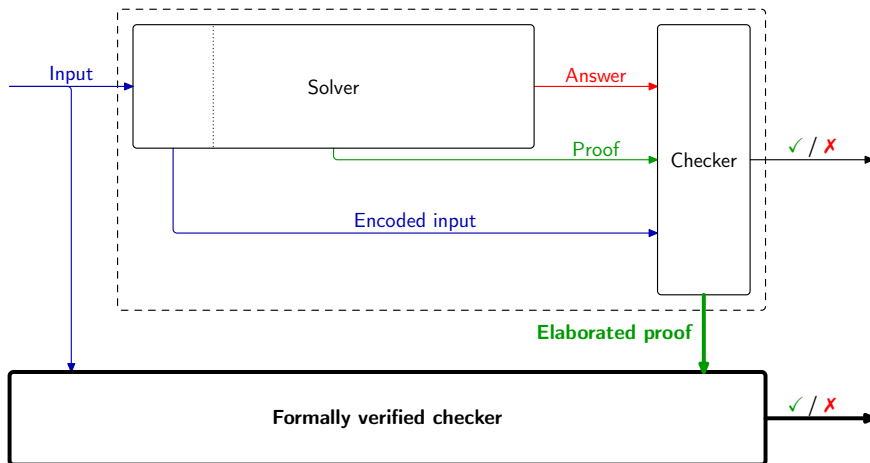 Input
Solver
Answer
Proof
Checker
✓ / ✗
Encoded input
Elaborated proof
Formally verified checker
✓ / ✗